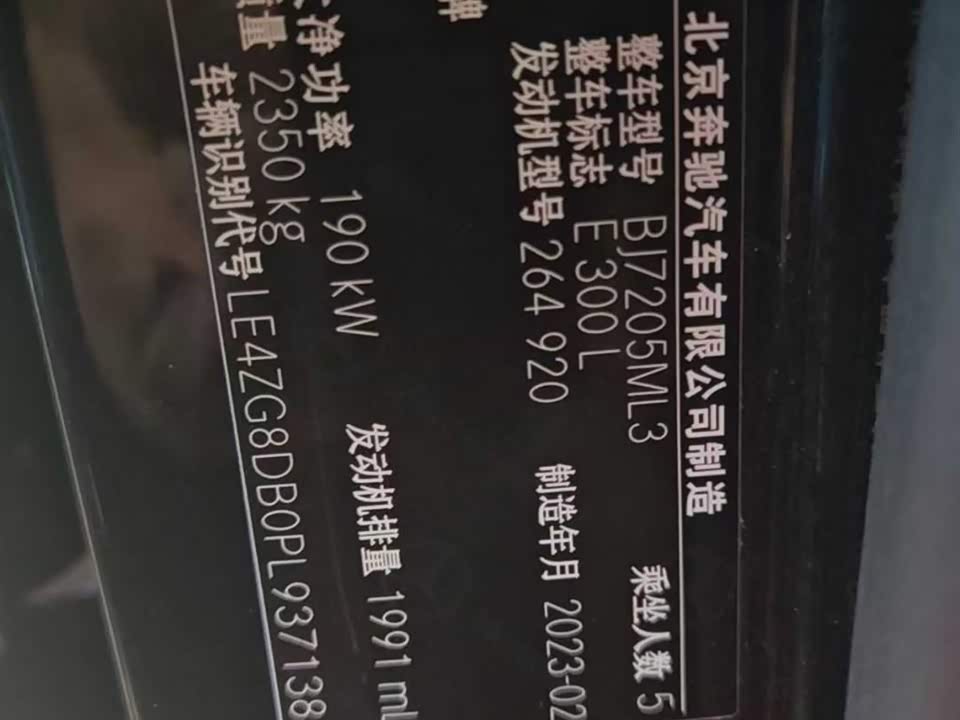 北京奔驰汽车有限公司制造
整车型号 BJ7205ML3 乘坐人数 5
整车标志 E 300 L
发动机型号 264 920 制造年月 2023-02
牌
净功率 190 kW 发动机排量 1991 ml
量 2350 kg
车辆识别代号 LE4ZG8DB0PL937138